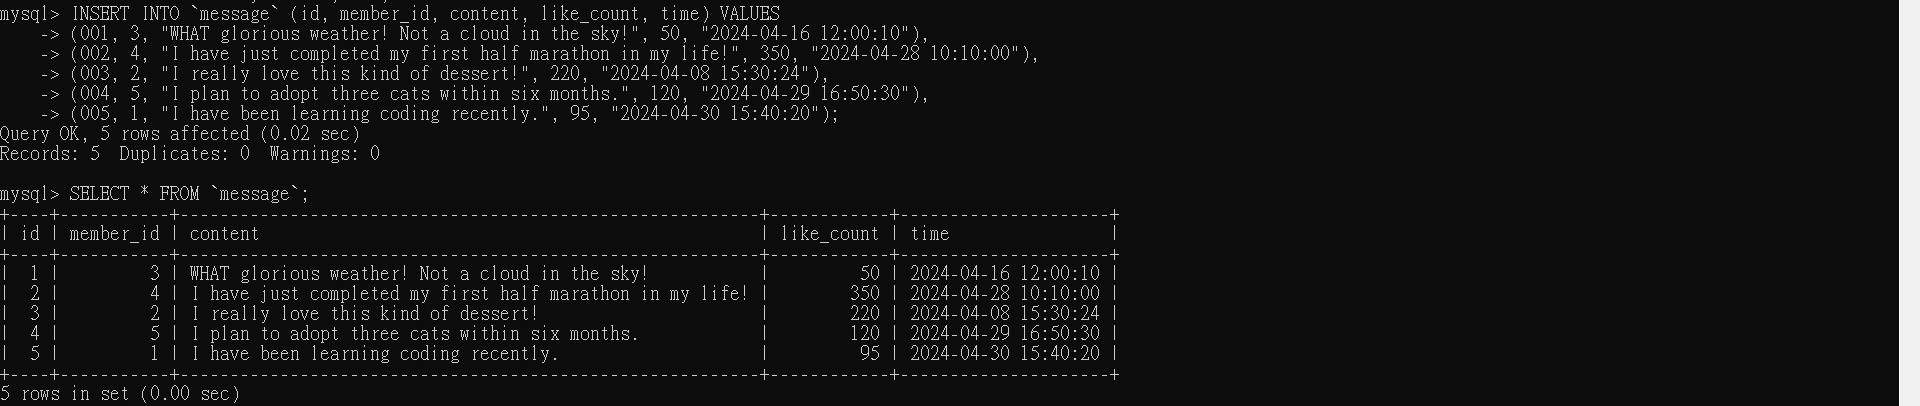 mysql> INSERT INTO `message` (id, member_id, content, like_count, time) VALUES
    -> (001, 3, "WHAT glorious weather! Not a cloud in the sky!", 50, "2024-04-16 12:00:10"),
    -> (002, 4, "I have just completed my first half marathon in my life!", 350, "2024-04-28 10:10:00"),
    -> (003, 2, "I really love this kind of dessert!", 220, "2024-04-08 15:30:24"),
    -> (004, 5, "I plan to adopt three cats within six months.", 120, "2024-04-29 16:50:30"),
    -> (005, 1, "I have been learning coding recently.", 95, "2024-04-30 15:40:20");
Query OK, 5 rows affected (0.02 sec)
Records: 5  Duplicates: 0  Warnings: 0
mysql> SELECT * FROM `message`;
+----+-----------+----------------------------------------------------------+------------+---------------------+
| id | member_id | content                                                  | like_count | time                |
+----+-----------+----------------------------------------------------------+------------+---------------------+
|  1 |         3 | WHAT glorious weather! Not a cloud in the sky!           |         50 | 2024-04-16 12:00:10 |
|  2 |         4 | I have just completed my first half marathon in my life! |        350 | 2024-04-28 10:10:00 |
|  3 |         2 | I really love this kind of dessert!                      |        220 | 2024-04-08 15:30:24 |
|  4 |         5 | I plan to adopt three cats within six months.            |        120 | 2024-04-29 16:50:30 |
|  5 |         1 | I have been learning coding recently.                    |         95 | 2024-04-30 15:40:20 |
+----+-----------+----------------------------------------------------------+------------+---------------------+
5 rows in set (0.00 sec)